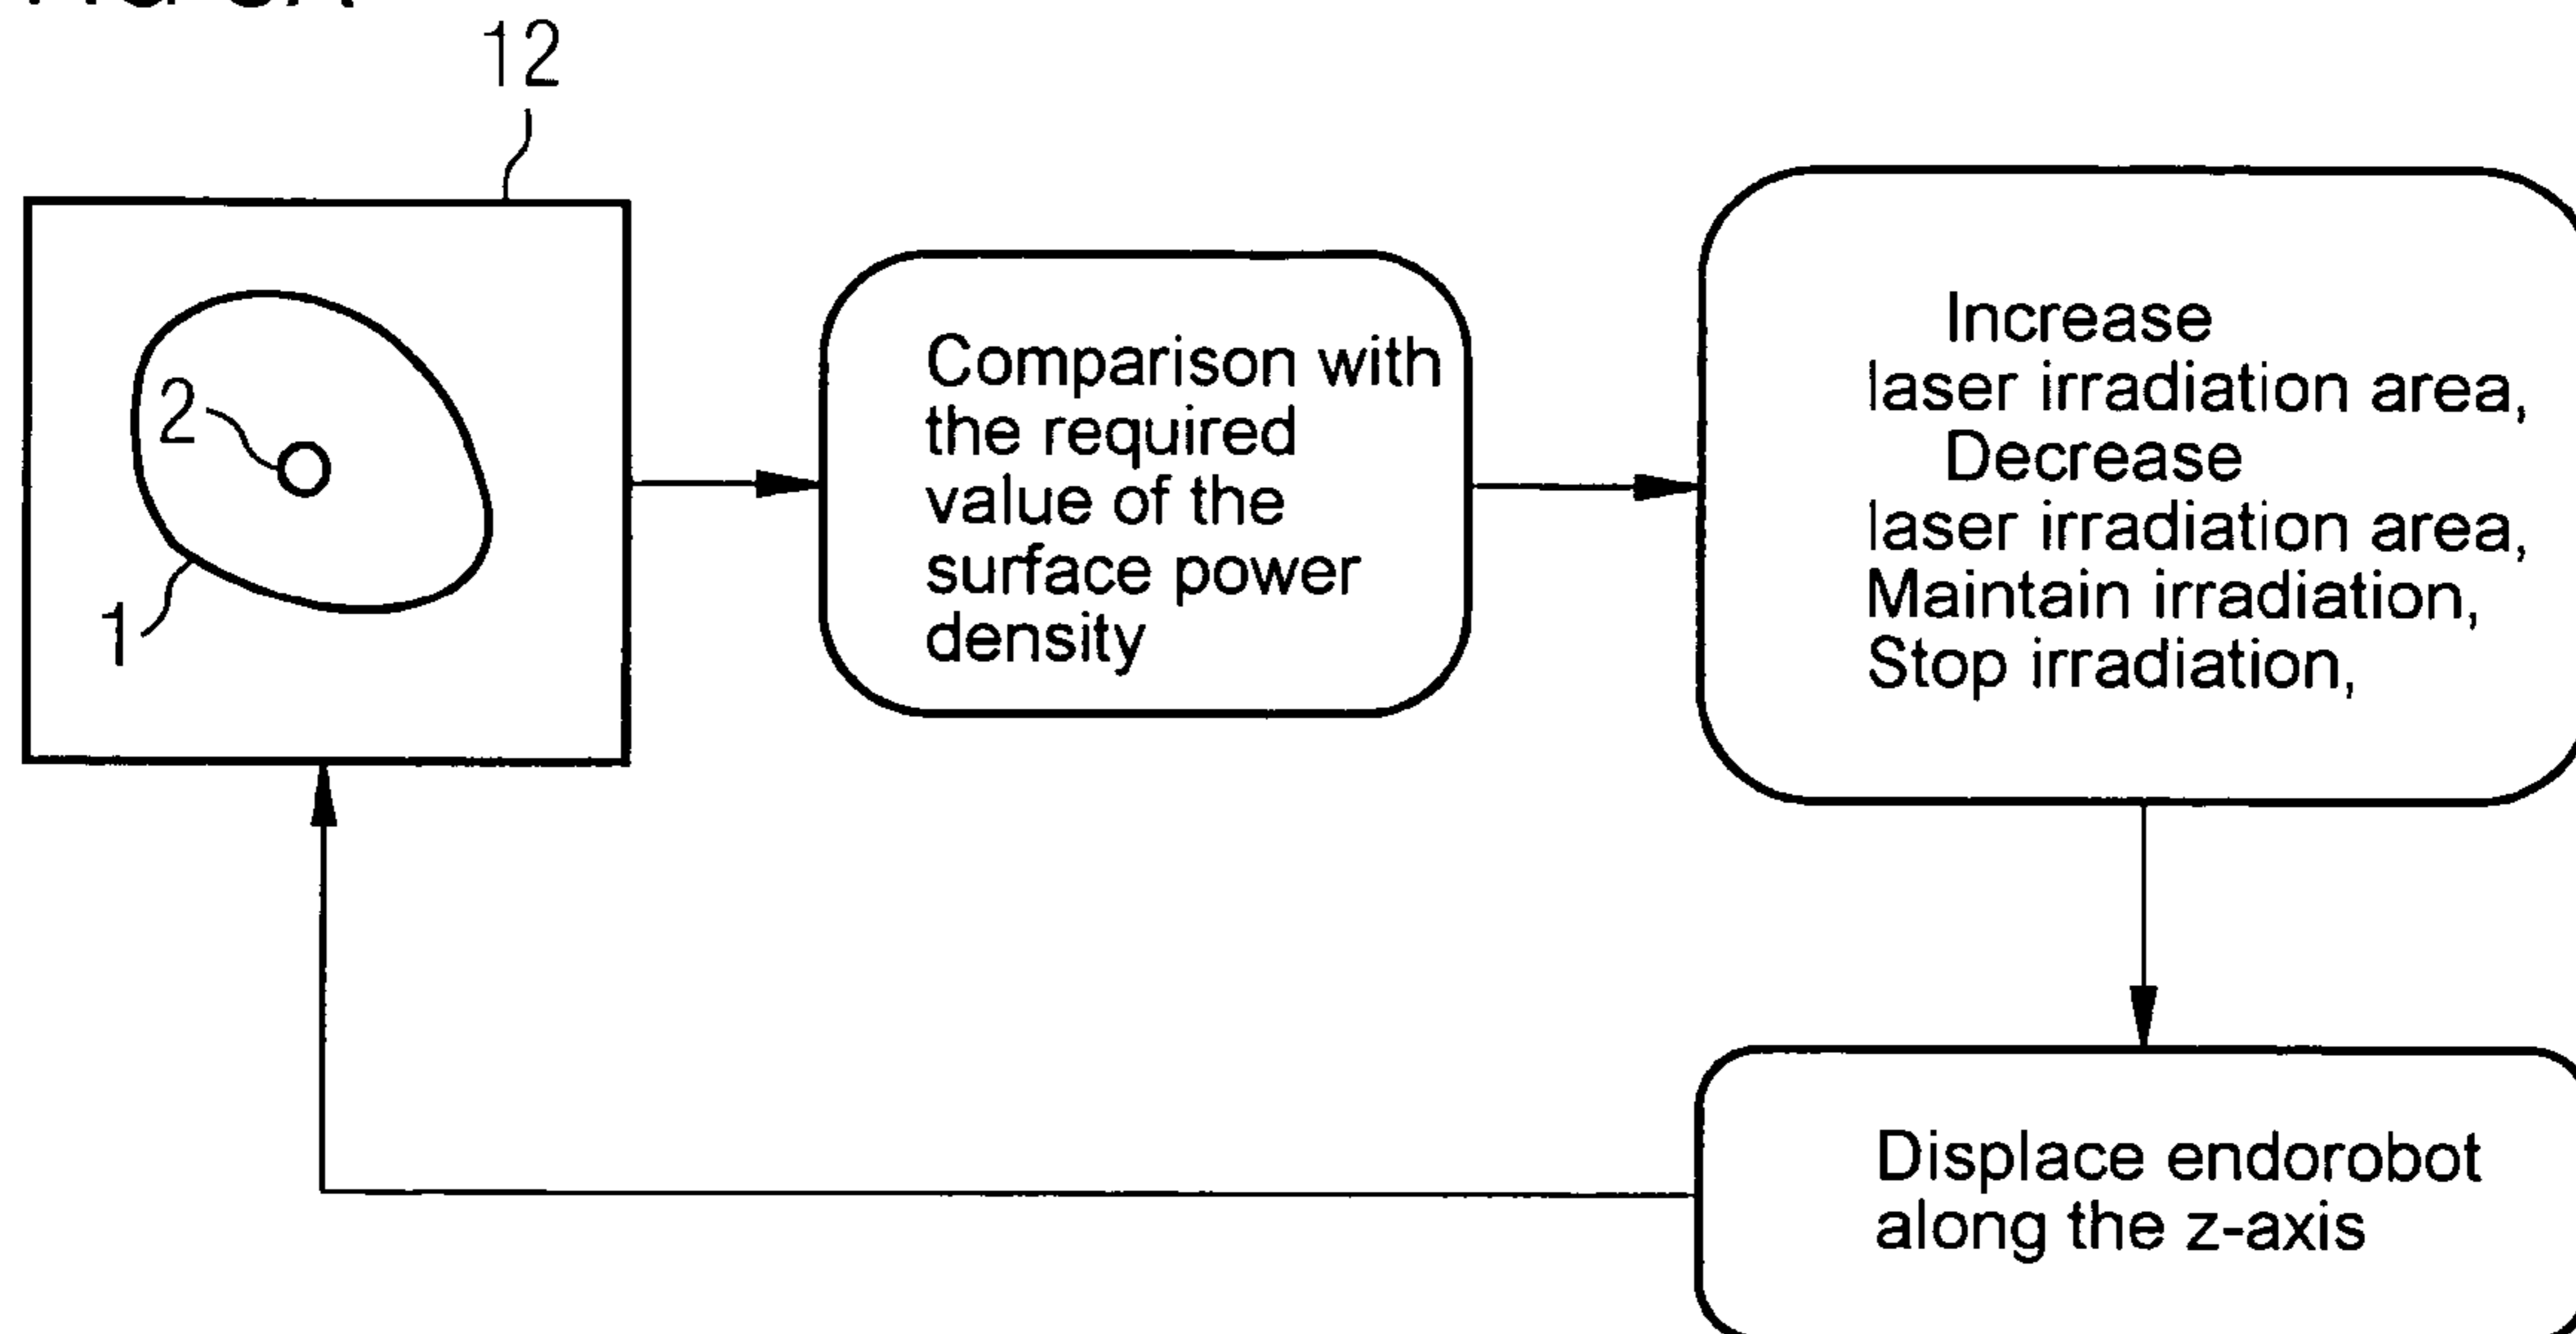 12
2
1
Comparison with
the required
value of the
surface power
density
Increase
laser irradiation area,
Decrease
laser irradiation area,
Maintain irradiation,
Stop irradiation,
Displace endorobot
along the z-axis